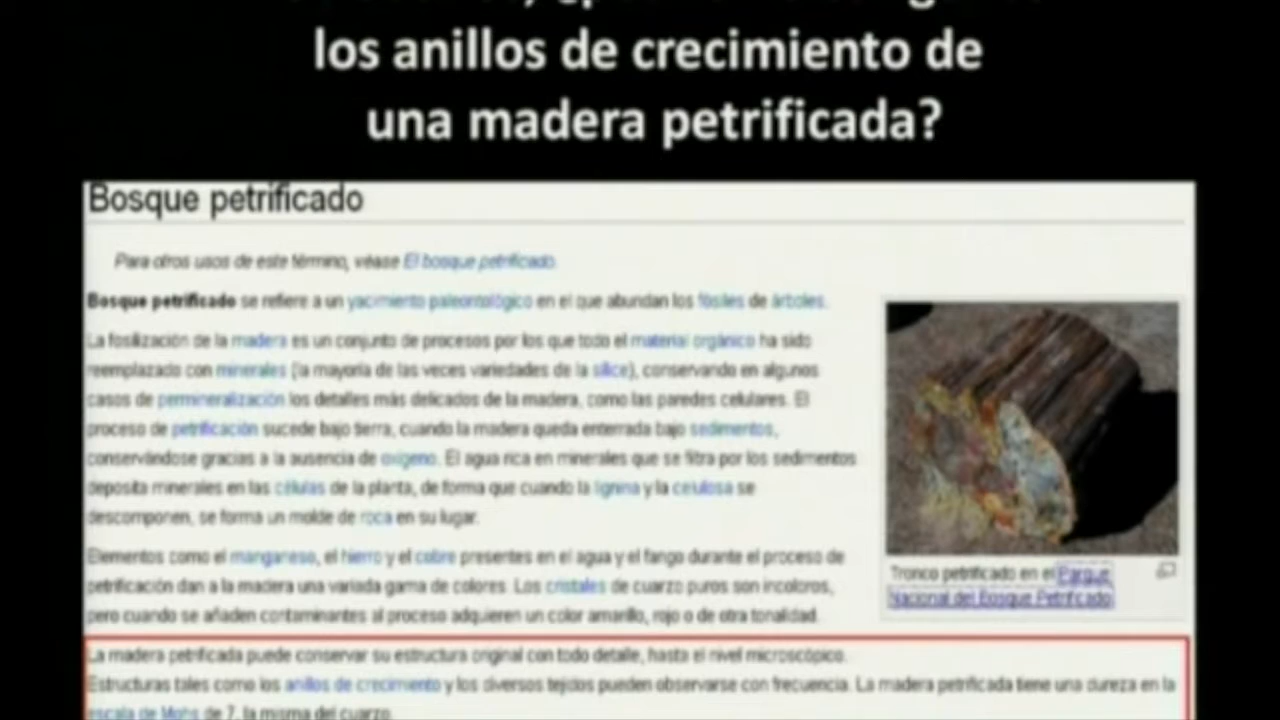 los anillos de crecimiento de
una madera petrificada?
Bosque petrificado
Para otros usos de este término, véase El bosque petrificado.
Bosque petrificado se refiere a un yacimiento paleontológico en el que abundan los fósiles de árboles.
La fosilización de la madera es un conjunto de procesos por los que todo el material orgánico ha sido
reemplazado con minerales (la mayoría de las veces variedades de la sílice), conservando en algunos
casos de permineralización los detalles más delicados de la madera, como las paredes celulares. El
proceso de petrificación sucede bajo tierra, cuando la madera queda enterrada bajo sedimentos,
conservándose gracias a la ausencia de oxígeno. El agua rica en minerales que se filtra por los sedimentos
deposita minerales en las células de la planta, de forma que cuando la lignina y la celulosa se
descomponen, se forma un molde de roca en su lugar.
Elementos como el manganeso, el hierro y el cobre presentes en el agua y el fango durante el proceso de
petrificación dan a la madera una variada gama de colores. Los cristales de cuarzo puros son incoloros,
pero cuando se añaden contaminantes al proceso adquieren un color amarillo, rojo o de otra tonalidad.
Tronco petrificado en el Parque
Nacional del Bosque Petrificado
La madera petrificada puede conservar su estructura original con todo detalle, hasta el nivel microscópico.
Estructuras tales como los anillos de crecimiento y los diversos tejidos pueden observarse con frecuencia. La madera petrificada tiene una dureza en la
escala de Mohs de 7, la misma del cuarzo.